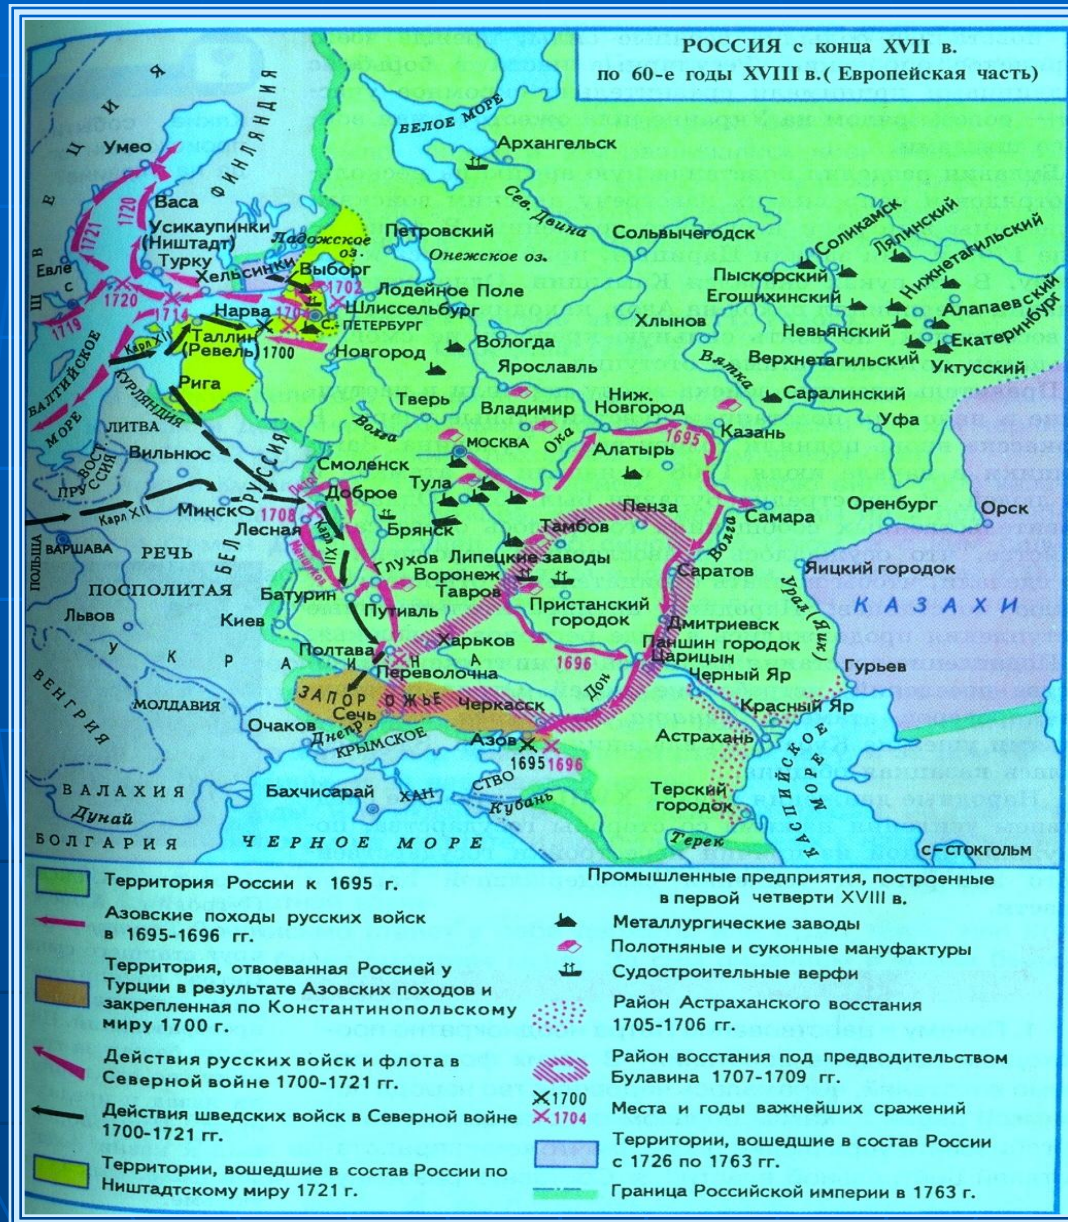 РОССИЯ с конца XVII в.
по 60-е годы XVIII в. ( Европейская часть)
БЕЛОЕ МОРЕ
Архангельск
ШВЕЦИЯ
ФИНЛЯНДИЯ
Умео
Васа
1720
1721
Усикаупинки
(Ништадт)
Турку
Евле
С
1720
1719
1714
Хельсинки
Ладожское
оз.
Выборг
1702
Петровский
Онежское оз.
Лодейное Поле
Шлиссельбург
С.-ПЕТЕРБУРГ
Нарва
1704
Таллин
(Ревель)
1700
Карл XII
Рига
БАЛТИЙСКОЕ
МОРЕ
КУРЛЯНДИЯ
Новгород
Сев. Двина
Сольвычегодск
Соликамск
Лялинский
Нижнетагильский
Пыскорский
Егошихинский
Алапаевский
Екатеринбург
Невьянский
Верхнетагильский
Уктусский
Хлынов
Вятка
Саралинский
Уфа
Вологда
Ярославль
Тверь
Волга
Владимир
Ниж.
Новгород
Ока
МОСКВА
1695
Казань
Алатырь
ЛИТВА
ВОСТ.
ПРУССИЯ
Вильнюс
БЕЛОРУССИЯ
Смоленск
Петр I
Доброе
Тула
Карл XII
Минск
1708
Лесная
Карл XII
Брянск
Пенза
Тамбов
Самара
Оренбург
Орск
ПОЛЬША
ВАРШАВА
РЕЧЬ
ПОСПОЛИТАЯ
Меншиков
Глухов
Липецкие заводы
Воронеж
Тавров
Волга
Саратов
Яицкий городок
КАЗАХИ
Батурин
Путивль
Пристанский
городок
Дмитриевск
Урал (Яик)
Львов
Киев
УКРАИНА
Полтава
Харьков
Переволочна
1696
Дон
Паншин городок
Царицын
Черный Яр
Гурьев
ВЕНГРИЯ
МОЛДАВИЯ
ЗАПОРОЖЬЕ
Сечь
Черкасск
Красный Яр
Астрахань
Очаков
Днепр
КРЫМСКОЕ
ХАНСТВО
Азов
1695
1696
Бахчисарай
Кубань
Терский
городок
Терек
КАСПИЙСКОЕ
МОРЕ
ВАЛАХИЯ
Дунай
БОЛГАРИЯ
ЧЕРНОЕ МОРЕ
С-СТОКГОЛЬМ
Территория России к 1695 г.
Азовские походы русских войск
в 1695-1696 гг.
Территория, отвоеванная Россией у
Турции в результате Азовских походов и
закрепленная по Константинопольскому
миру 1700 г.
Действия русских войск и флота в
Северной войне 1700-1721 гг.
Действия шведских войск в Северной войне
1700-1721 гг.
Территории, вошедшие в состав России по
Ништадтскому миру 1721 г.
Промышленные предприятия, построенные
в первой четверти XVIII в.
Металлургические заводы
Полотняные и суконные мануфактуры
Судостроительные верфи
Район Астраханского восстания
1705-1706 гг.
Район восстания под предводительством
Булавина 1707-1709 гг.
1700
1704
Места и годы важнейших сражений
Территории, вошедшие в состав России
с 1726 по 1763 гг.
Граница Российской империи в 1763 г.